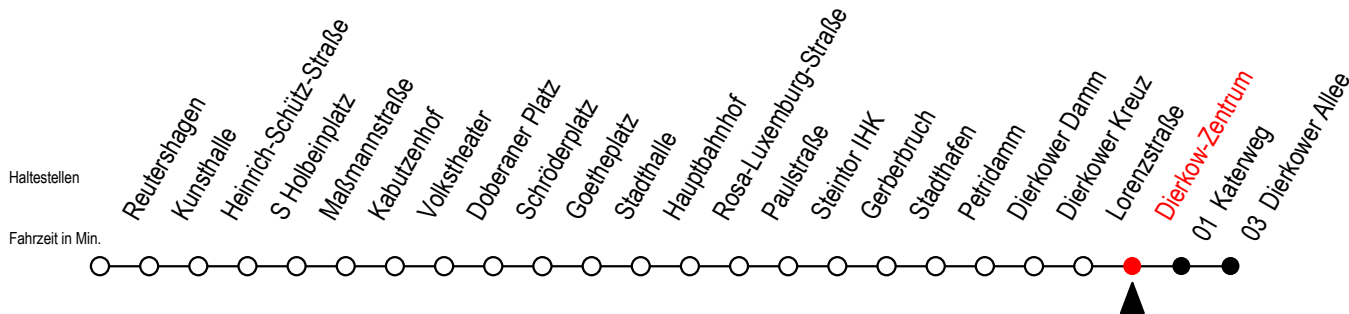 Haltestellen
Fahrzeit in Min.
Reutershagen
Kunsthalle
Heinrich-Schütz-Straße
S Holbeinplatz
Maßmannstraße
Kabutzenhof
Volkstheater
Doberaner Platz
Schröderplatz
Goetheplatz
Stadthalle
Hauptbahnhof
Rosa-Luxemburg-Straße
Paulstraße
Steintor IHK
Gerberbruch
Stadthafen
Petridamm
Dierkower Damm
Dierkower Kreuz
Lorenzstraße
Dierkow-Zentrum
01 Katerweg
03 Dierkower Allee